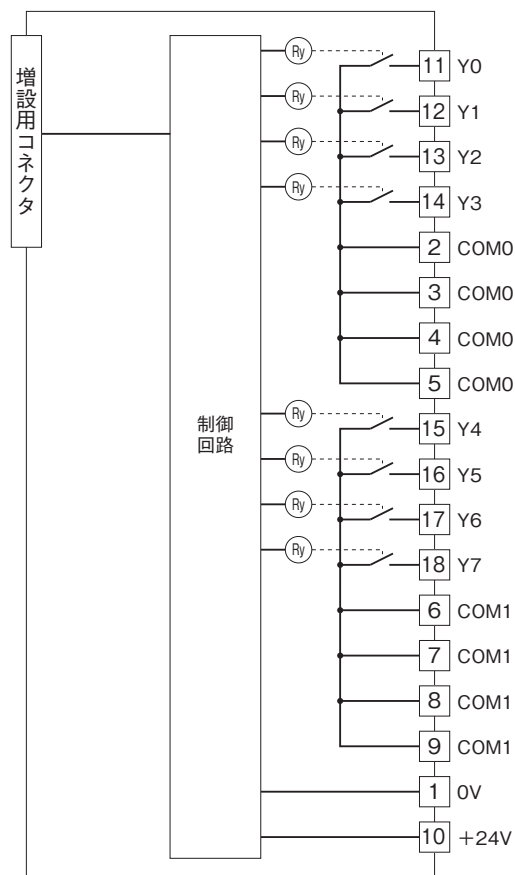 増設用コネクタ
制御
回路
Ry
11 Y0
Ry
12 Y1
Ry
13 Y2
Ry
14 Y3
2 COM0
3 COM0
4 COM0
5 COM0
Ry
15 Y4
Ry
16 Y5
Ry
17 Y6
Ry
18 Y7
6 COM1
7 COM1
8 COM1
9 COM1
1 0V
10 +24V